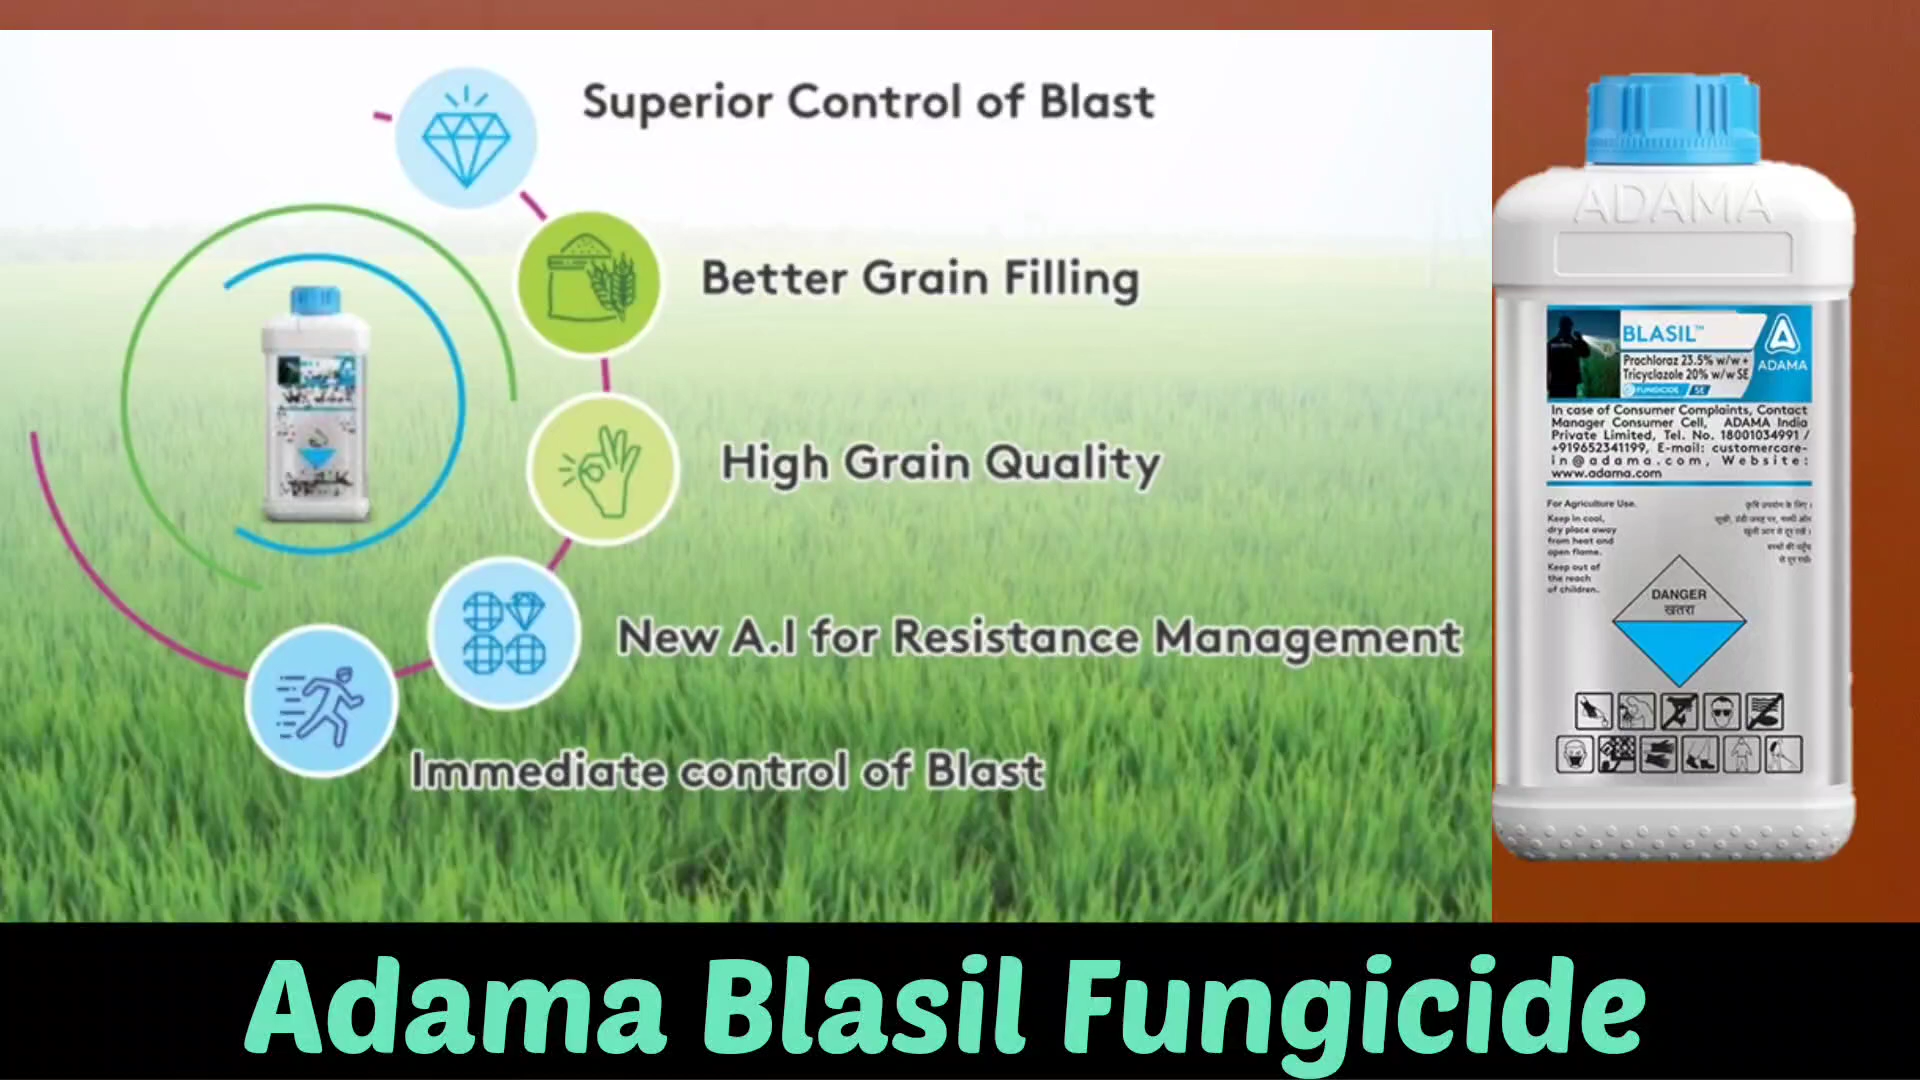 Superior Control of Blast
Better Grain Filling
High Grain Quality
New A.I for Resistance Management
Immediate control of Blast
ADAMA
BLASIL™
Prochloraz 23.5% w/w +
Tricyclazole 20% w/w SE
FUNGICIDE SE
ADAMA
In case of Consumer Complaints, Contact
Manager Consumer Cell, ADAMA India
Private Limited, Tel. No. 18001034991 /
+919652341199, E-mail: customercare-
in@adama.com, Website:
www.adama.com
For Agriculture Use.
Keep in cool,
dry place away
from heat and
open flame.
Keep out of
the reach
of children.
कृषि उपयोग के लिए।
DANGER
खतरा
Adama Blasil Fungicide